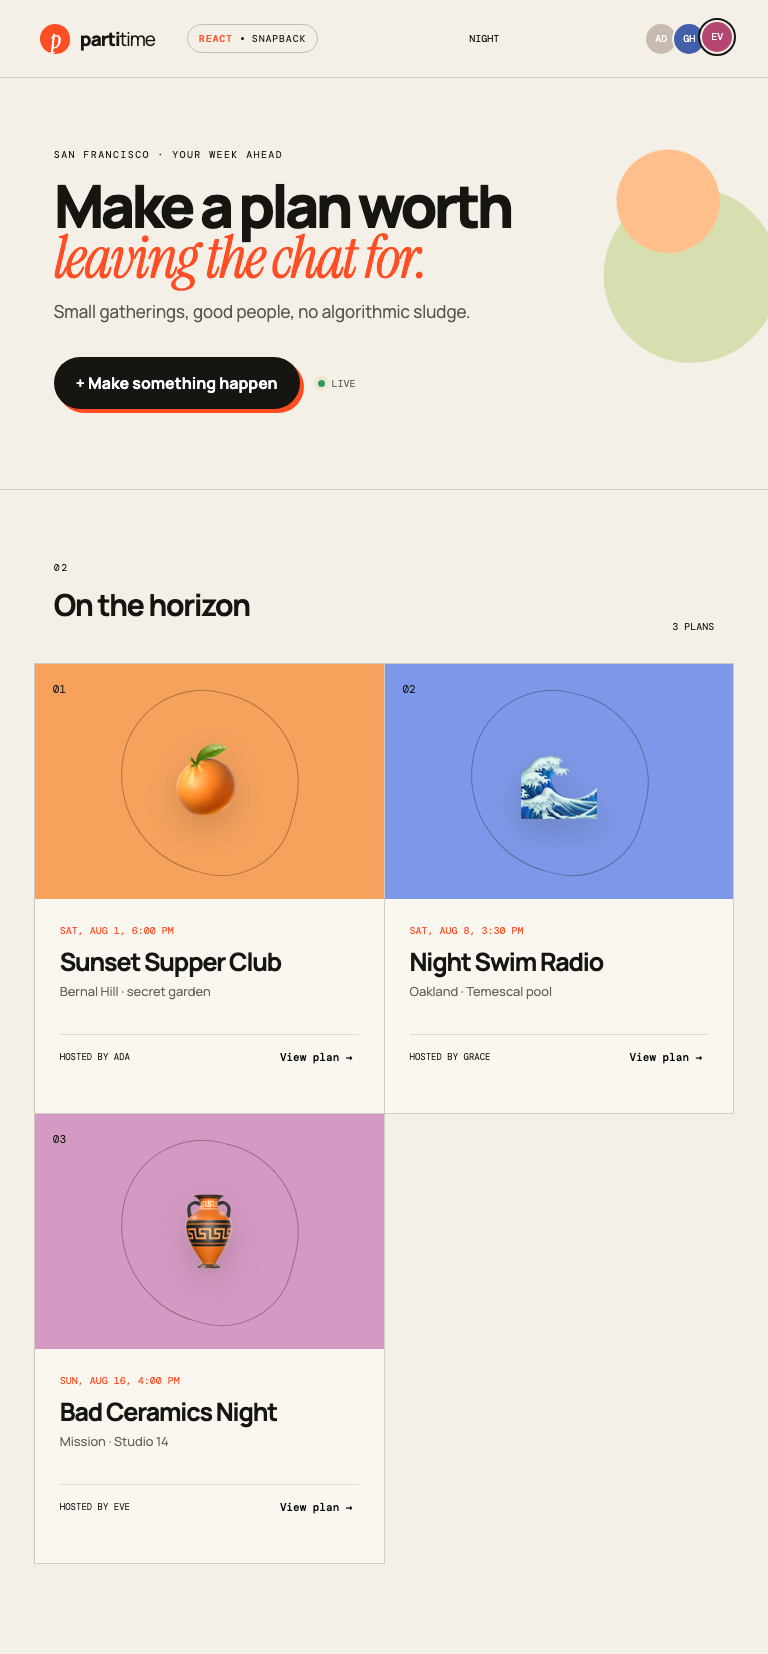 p partitime
REACT • SNAPBACK
NIGHT
AD GH EV
SAN FRANCISCO · YOUR WEEK AHEAD
Make a plan worth
leaving the chat for.
Small gatherings, good people, no algorithmic sludge.
+ Make something happen
LIVE
02
On the horizon
3 PLANS
01
SAT, AUG 1, 6:00 PM
Sunset Supper Club
Bernal Hill · secret garden
HOSTED BY ADA
View plan →
02
SAT, AUG 8, 3:30 PM
Night Swim Radio
Oakland · Temescal pool
HOSTED BY GRACE
View plan →
03
SUN, AUG 16, 4:00 PM
Bad Ceramics Night
Mission · Studio 14
HOSTED BY EVE
View plan →